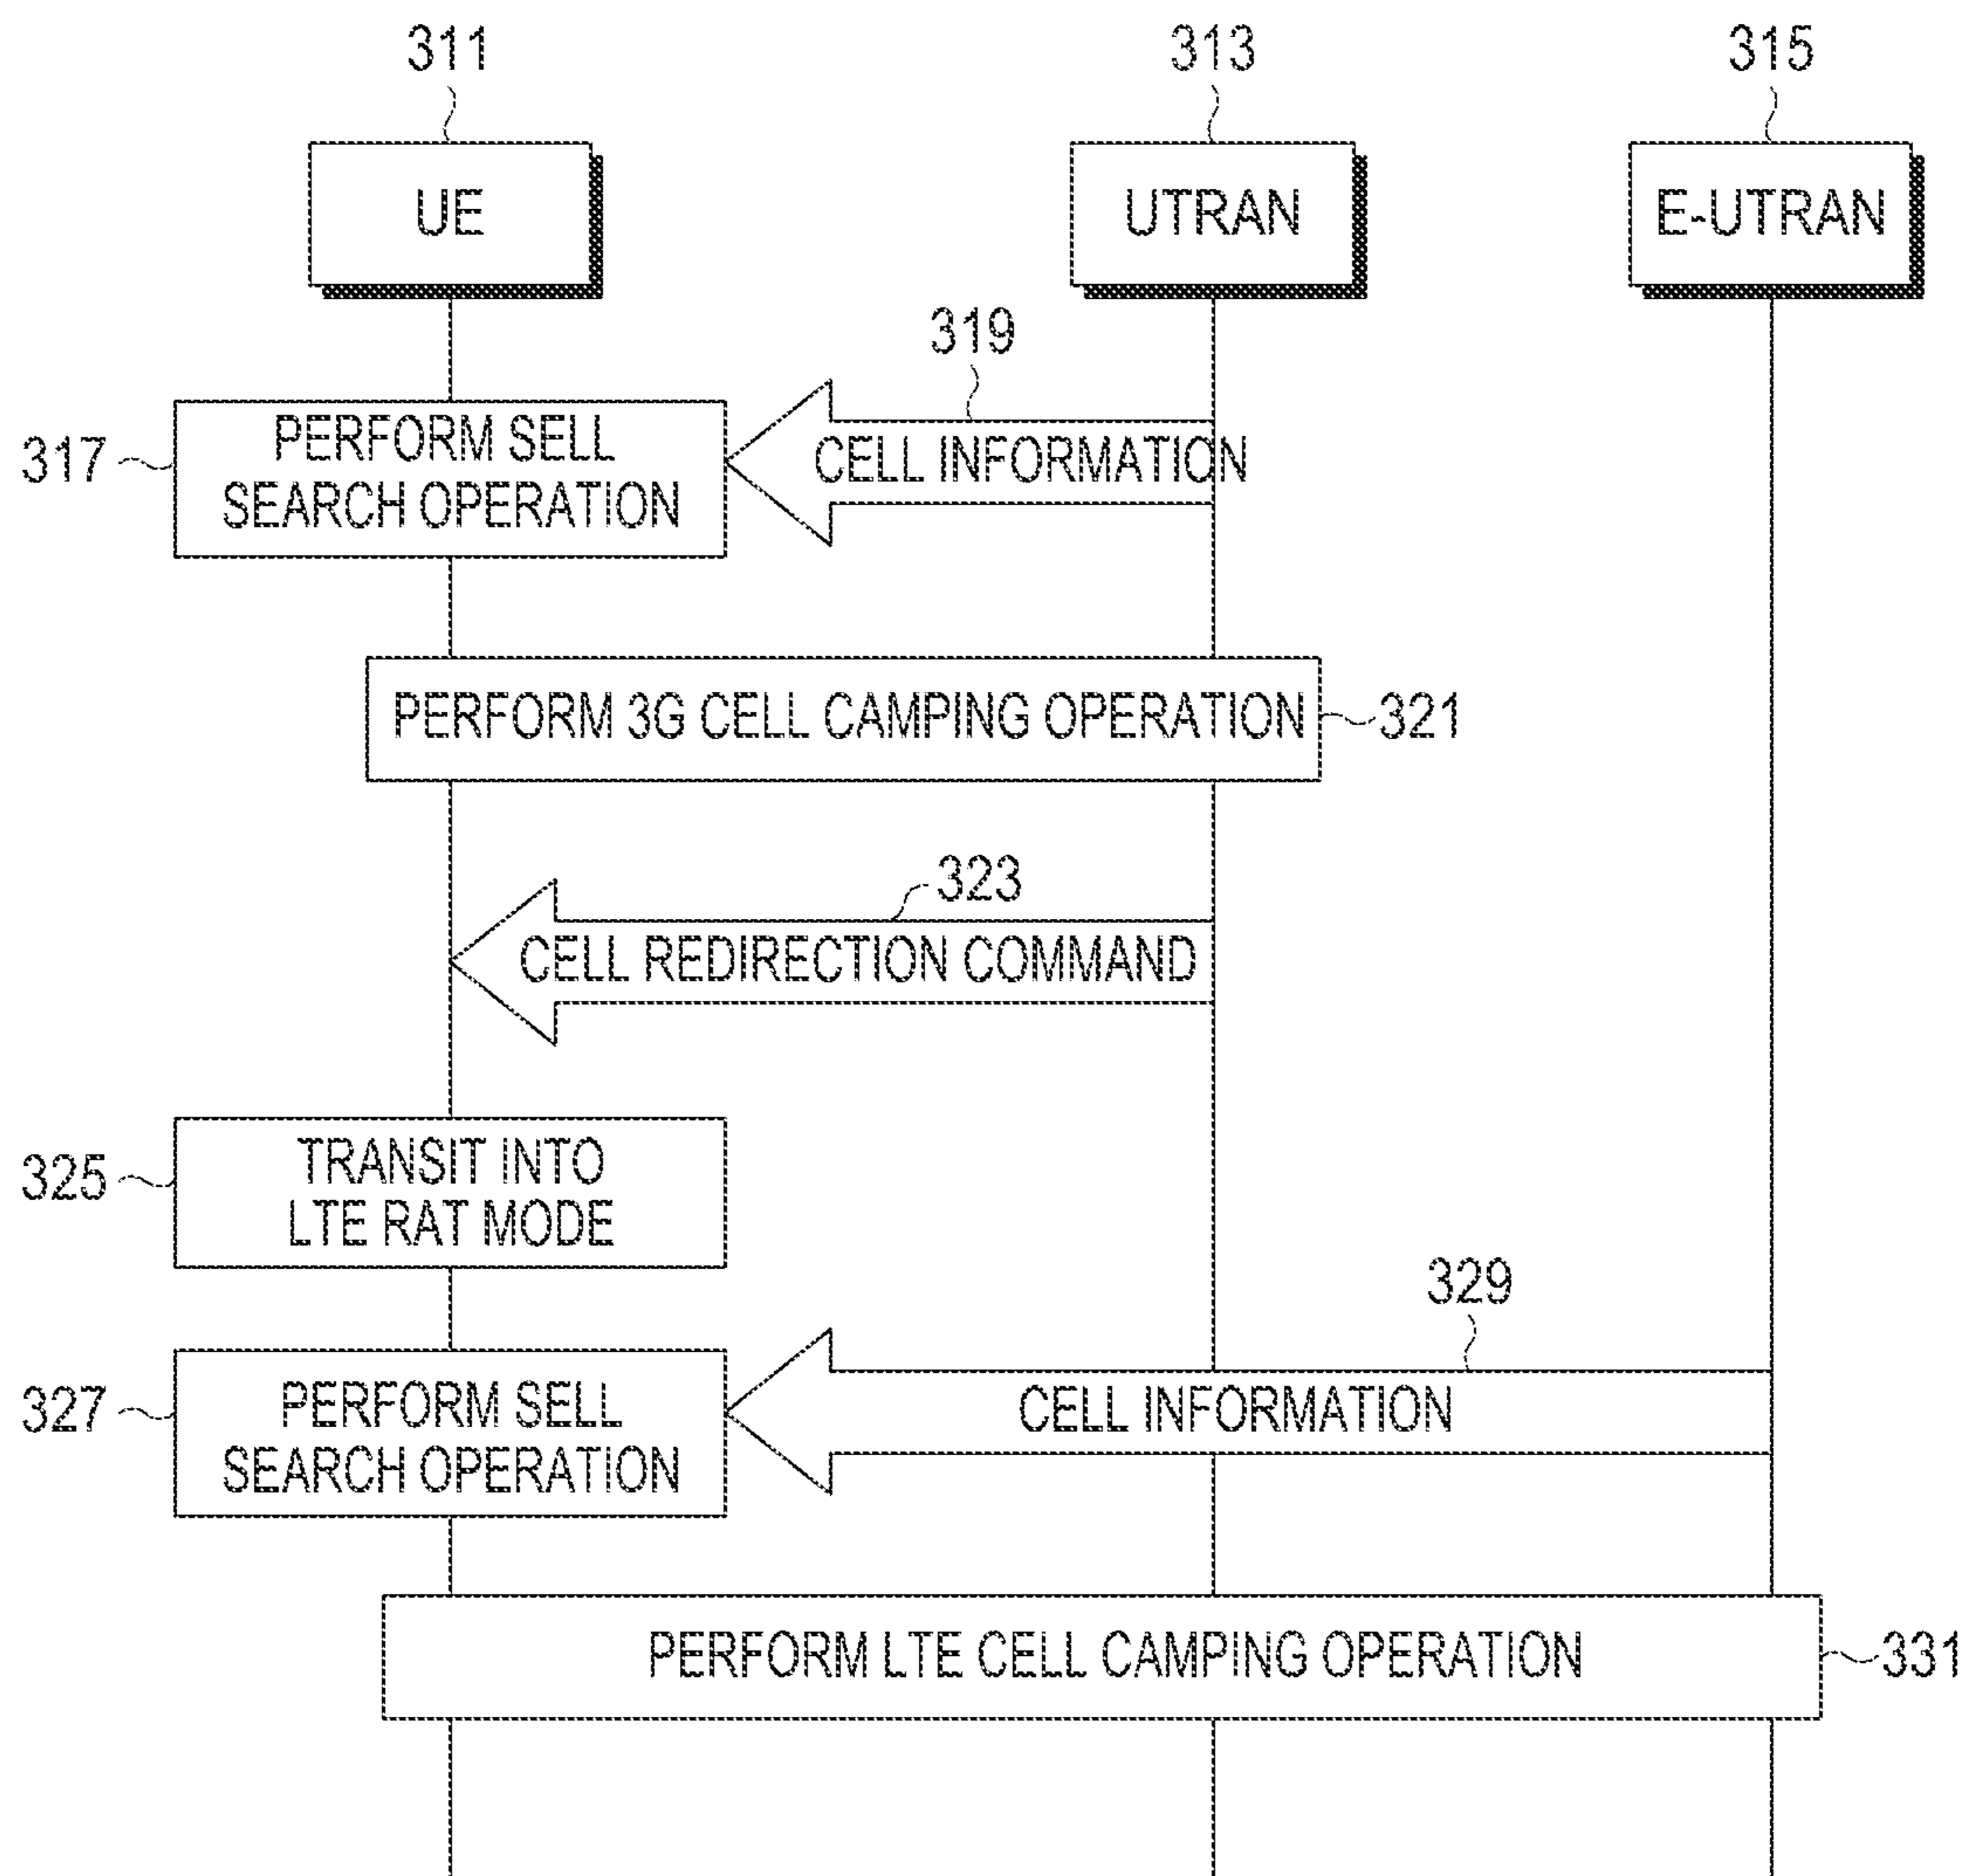 311
313
315
UE
UTRAN
E-UTRAN
319
317
PERFORM SELL
SEARCH OPERATION
CELL INFORMATION
PERFORM 3G CELL CAMPING OPERATION
321
323
CELL REDIRECTION COMMAND
325
TRANSIT INTO
LTE RAT MODE
329
327
PERFORM SELL
SEARCH OPERATION
CELL INFORMATION
PERFORM LTE CELL CAMPING OPERATION
331